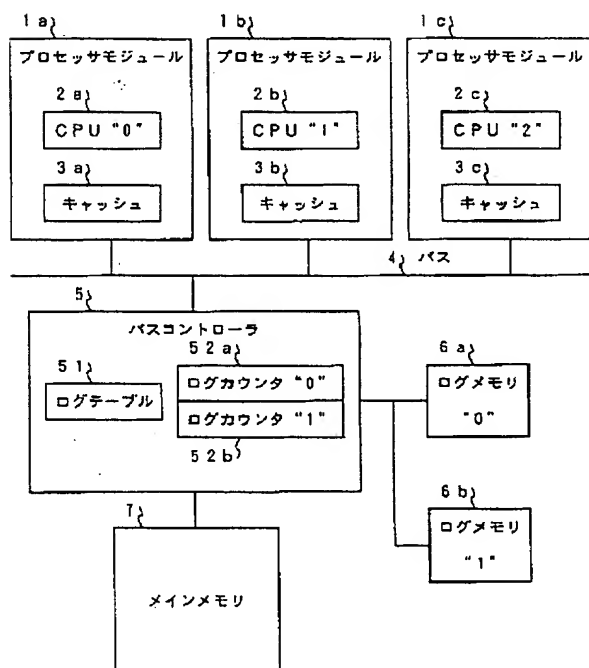 1a 1b 1c
プロセッサモジュール プロセッサモジュール プロセッサモジュール
2a 2b 2c
CPU "0" CPU "1" CPU "2"
3a 3b 3c
キャッシュ キャッシュ キャッシュ
4 バス
5
バスコントローラ
52a 6a
51 ログカウンタ "0" ログメモリ
ログテーブル ログカウンタ "1" "0"
52b
6b
7 ログメモリ
"1"
メインメモリ